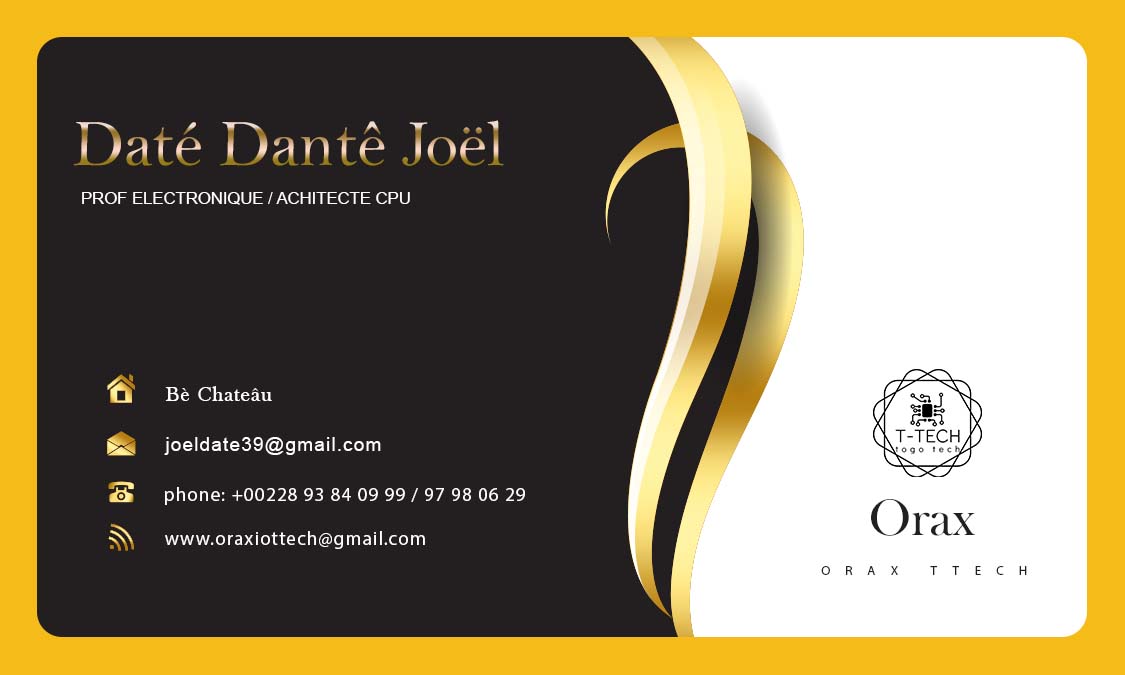 Daté Dantê Joël
PROF ELECTRONIQUE / ACHITECTE CPU
Bè Chateâu
joeldate39@gmail.com
phone: +00228 93 84 09 99 / 97 98 06 29
www.oraxiottech@gmail.com
T-TECH
togo tech
Orax
ORAX TTECH